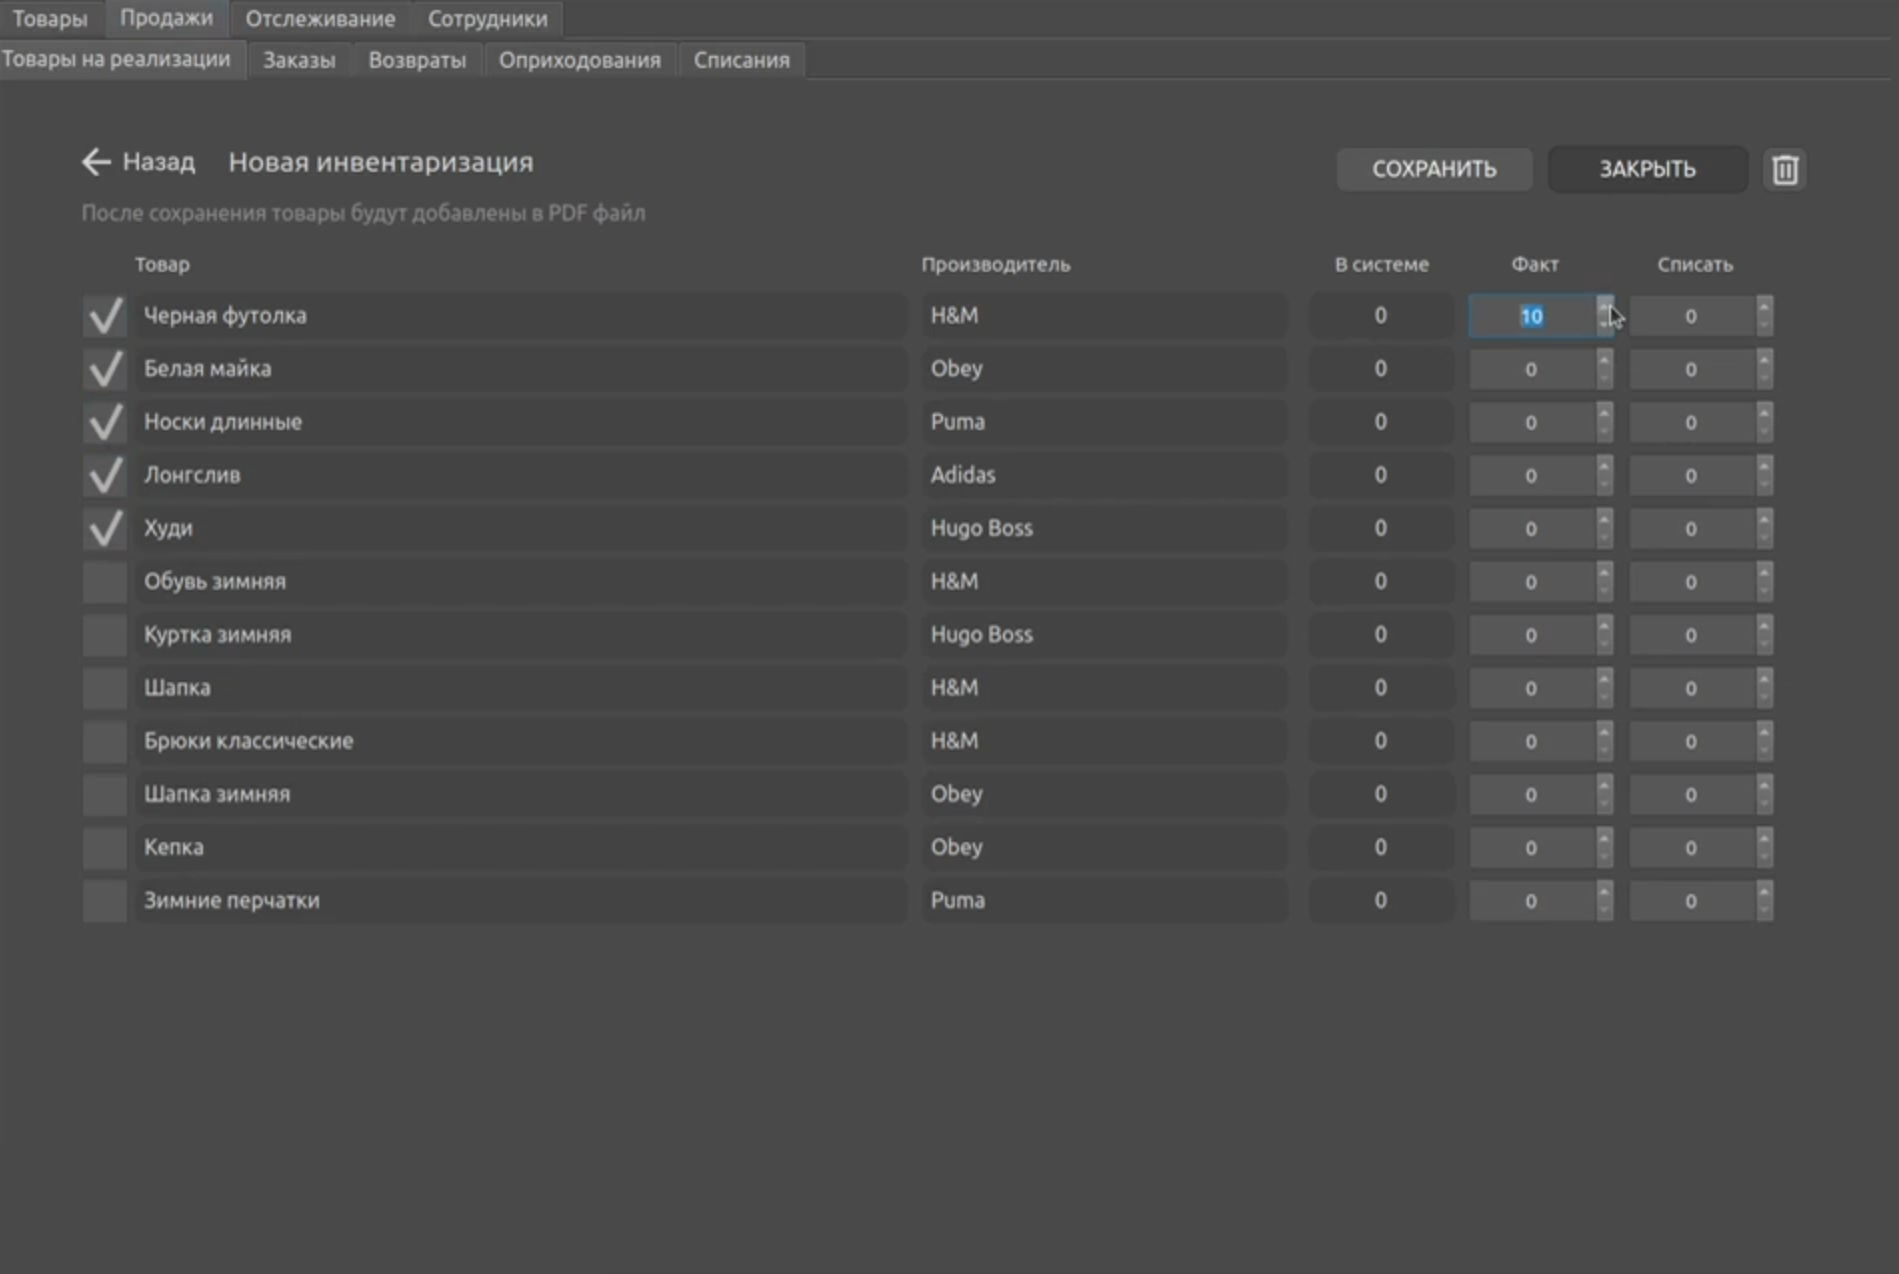 Товары Продажи Отслеживание Сотрудники
Товары на реализации Заказы Возвраты Оприходования Списания
Назад Новая инвентаризация СОХРАНИТЬ ЗАКРЫТЬ
После сохранения товары будут добавлены в PDF файл
Товар Производитель В системе Факт Списать
Черная футолка H&M 0 10 0
Белая майка Obey 0 0 0
Носки длинные Puma 0 0 0
Лонгслив Adidas 0 0 0
Худи Hugo Boss 0 0 0
Обувь зимняя H&M 0 0 0
Куртка зимняя Hugo Boss 0 0 0
Шапка H&M 0 0 0
Брюки классические H&M 0 0 0
Шапка зимняя Obey 0 0 0
Кепка Obey 0 0 0
Зимние перчатки Puma 0 0 0